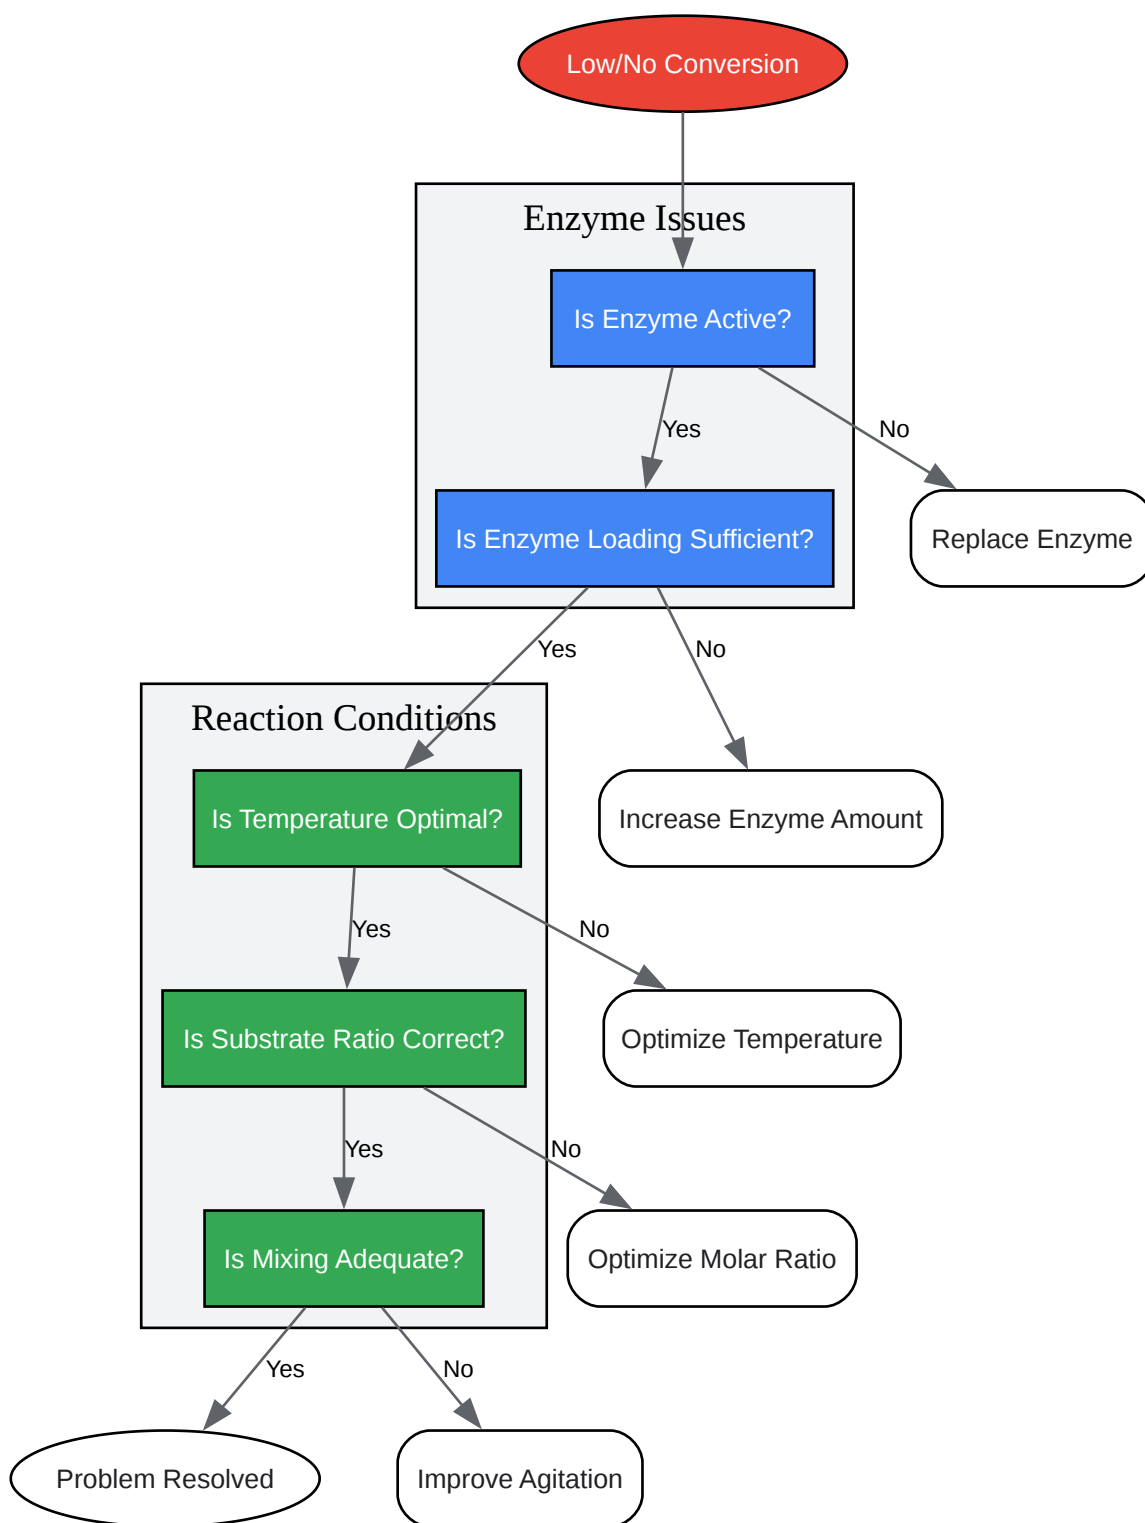 Low/No Conversion
Enzyme Issues
Is Enzyme Active?
Yes
No
Is Enzyme Loading Sufficient?
Replace Enzyme
Yes
No
Reaction Conditions
Is Temperature Optimal?
Increase Enzyme Amount
Yes
No
Is Substrate Ratio Correct?
Optimize Temperature
Yes
No
Is Mixing Adequate?
Optimize Molar Ratio
Yes
No
Problem Resolved
Improve Agitation